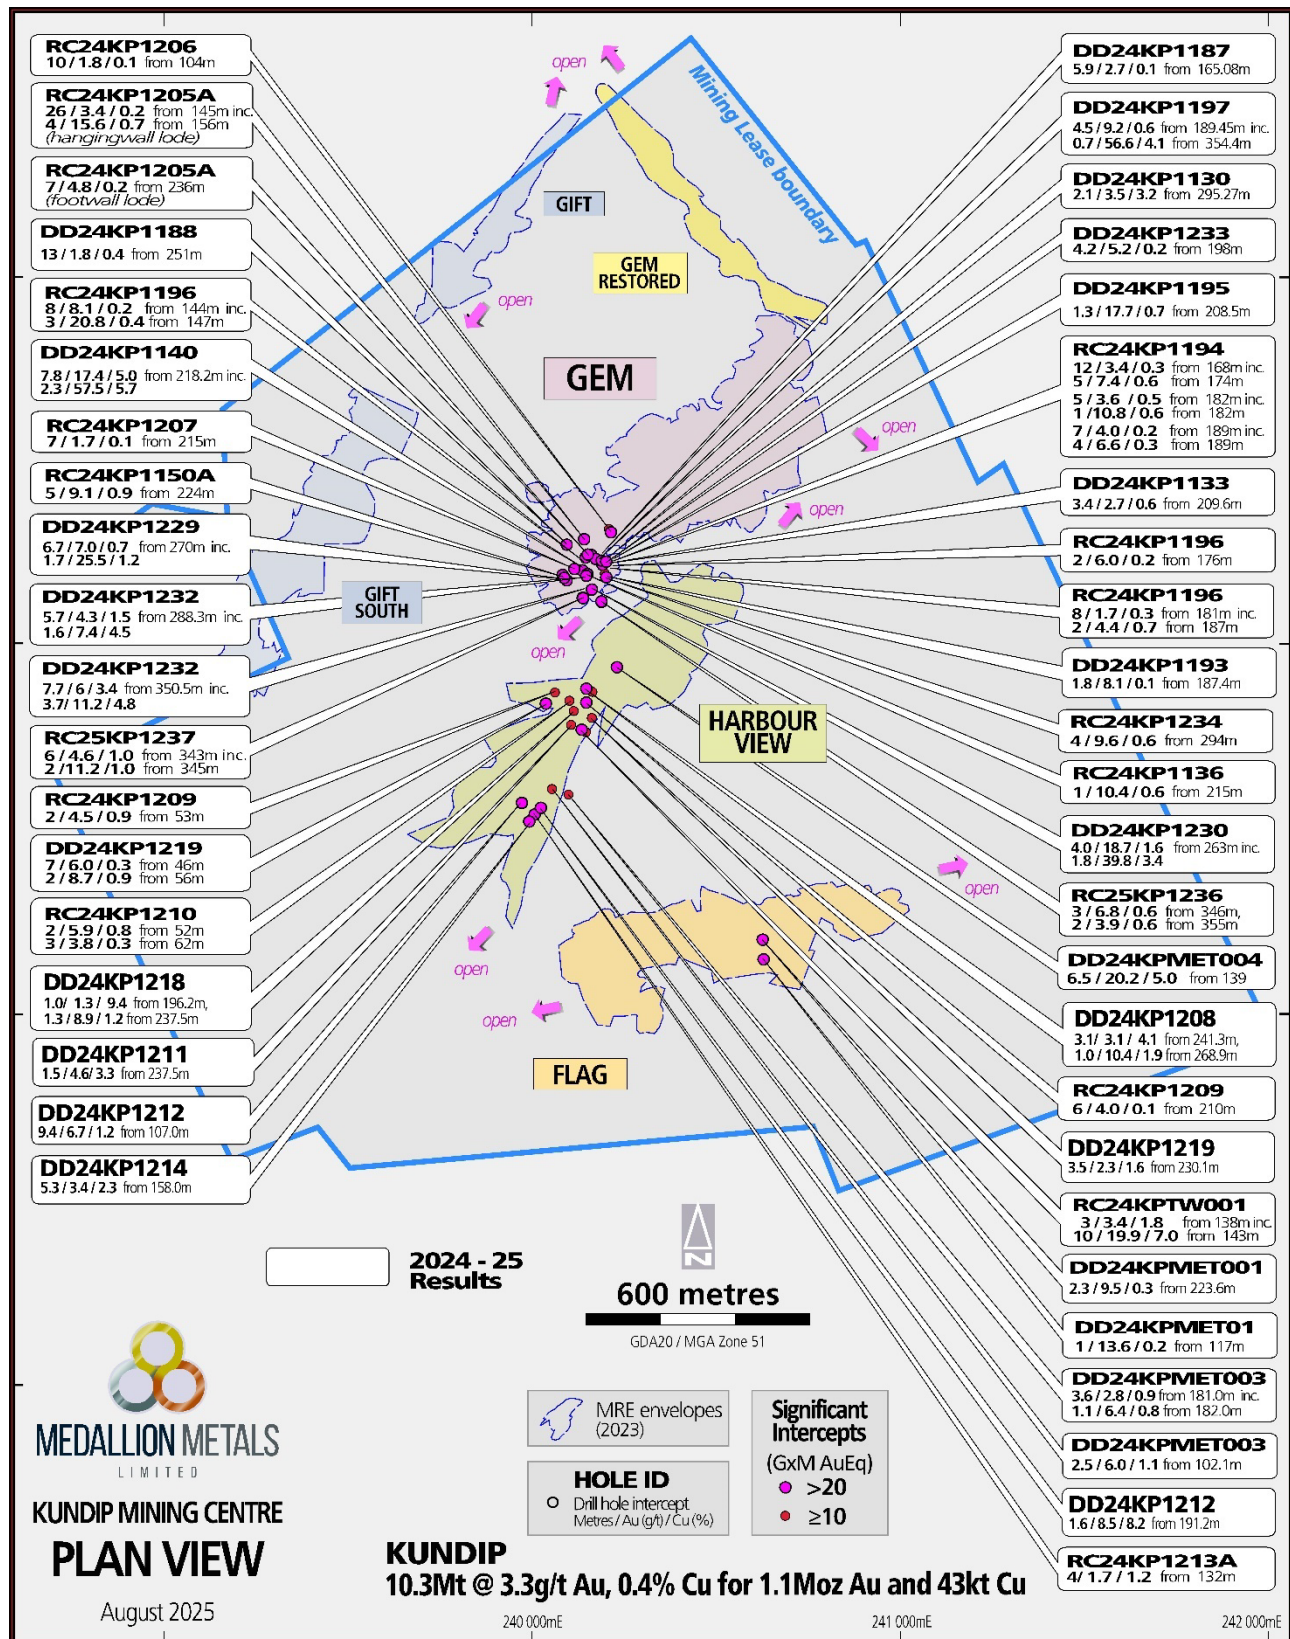 RC24KP1206
10 / 1.8 / 0.1 from 104m
RC24KP1205A
26 / 3.4 / 0.2 from 145m inc.
4 / 15.6 / 0.7 from 156m
(hangingwall lode)
RC24KP1205A
7 / 4.8 / 0.2 from 236m
(footwall lode)
DD24KP1188
13 / 1.8 / 0.4 from 251m
RC24KP1196
8 / 8.1 / 0.2 from 144m inc.
3 / 20.8 / 0.4 from 147m
DD24KP1140
7.8 / 17.4 / 5.0 from 218.2m inc.
2.3 / 57.5 / 5.7
RC24KP1207
7 / 1.7 / 0.1 from 215m
RC24KP1150A
5 / 9.1 / 0.9 from 224m
DD24KP1229
6.7 / 7.0 / 0.7 from 270m inc.
1.7 / 25.5 / 1.2
DD24KP1232
5.7 / 4.3 / 1.5 from 288.3m inc.
1.6 / 7.4 / 4.5
DD24KP1232
7.7 / 6 / 3.4 from 350.5m inc.
3.7 / 11.2 / 4.8
RC25KP1237
6 / 4.6 / 1.0 from 343m inc.
2 / 11.2 / 1.0 from 345m
RC24KP1209
2 / 4.5 / 0.9 from 53m
DD24KP1219
7 / 6.0 / 0.3 from 46m
2 / 8.7 / 0.9 from 56m
RC24KP1210
2 / 5.9 / 0.8 from 52m
3 / 3.8 / 0.3 from 62m
DD24KP1218
1.0/ 1.3 / 9.4 from 196.2m,
1.3 / 8.9 / 1.2 from 237.5m
DD24KP1211
1.5 / 4.6 / 3.3 from 237.5m
DD24KP1212
9.4 / 6.7 / 1.2 from 107.0m
DD24KP1214
5.3 / 3.4 / 2.3 from 158.0m
open
Mining Lease boundary
GIFT
GEM
RESTORED
open
GEM
open
open
GIFT
SOUTH
open
HARBOUR
VIEW
open
open
open
FLAG
DD24KP1187
5.9 / 2.7 / 0.1 from 165.08m
DD24KP1197
4.5 / 9.2 / 0.6 from 189.45m inc.
0.7 / 56.6 / 4.1 from 354.4m
DD24KP1130
2.1 / 3.5 / 3.2 from 295.27m
DD24KP1233
4.2 / 5.2 / 0.2 from 198m
DD24KP1195
1.3 / 17.7 / 0.7 from 208.5m
RC24KP1194
12 / 3.4 / 0.3 from 168m inc.
5 / 7.4 / 0.6 from 174m
5 / 3.6 / 0.5 from 182m inc.
1 /10.8 / 0.6 from 182m
7 / 4.0 / 0.2 from 189m inc.
4 / 6.6 / 0.3 from 189m
DD24KP1133
3.4 / 2.7 / 0.6 from 209.6m
RC24KP1196
2 / 6.0 / 0.2 from 176m
RC24KP1196
8 / 1.7 / 0.3 from 181m inc.
2 / 4.4 / 0.7 from 187m
DD24KP1193
1.8 / 8.1 / 0.1 from 187.4m
RC24KP1234
4 / 9.6 / 0.6 from 294m
RC24KP1136
1 / 10.4 / 0.6 from 215m
DD24KP1230
4.0 / 18.7 / 1.6 from 263m inc.
1.8 / 39.8 / 3.4
RC25KP1236
3 / 6.8 / 0.6 from 346m,
2 / 3.9 / 0.6 from 355m
DD24KPMET004
6.5 / 20.2 / 5.0 from 139
DD24KP1208
3.1/ 3.1 / 4.1 from 241.3m,
1.0 / 10.4 / 1.9 from 268.9m
RC24KP1209
6 / 4.0 / 0.1 from 210m
DD24KP1219
3.5 / 2.3 / 1.6 from 230.1m
RC24KPTW001
3 / 3.4 / 1.8 from 138m inc.
10 / 19.9 / 7.0 from 143m
DD24KPMET001
2.3 / 9.5 / 0.3 from 223.6m
DD24KPMET01
1 / 13.6 / 0.2 from 117m
DD24KPMET003
3.6 / 2.8 / 0.9 from 181.0m inc.
1.1 / 6.4 / 0.8 from 182.0m
DD24KPMET003
2.5 / 6.0 / 1.1 from 102.1m
DD24KP1212
1.6 / 8.5 / 8.2 from 191.2m
RC24KP1213A
4/ 1.7 / 1.2 from 132m
2024 - 25
Results
N
600 metres
GDA20 / MGA Zone 51
MRE envelopes
(2023)
HOLE ID
Drill hole intercept
Metres / Au (g/t) / Cu (%)
Significant
Intercepts
(GxM AuEq)
>20
≥10
MEDALLION METALS
LIMITED
KUNDIP MINING CENTRE
PLAN VIEW
August 2025
KUNDIP
10.3Mt @ 3.3g/t Au, 0.4% Cu for 1.1Moz Au and 43kt Cu
240 000mE
241 000mE
242 000mE